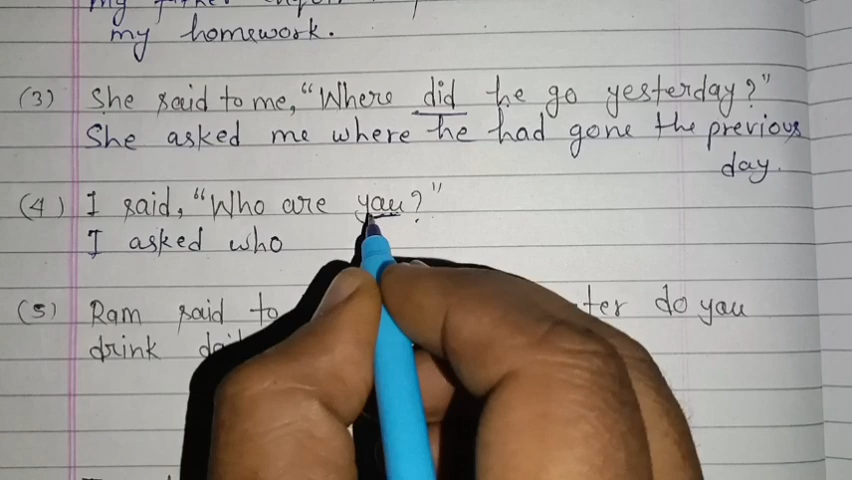 my homework.
(3) She said to me, "Where did he go yesterday?"
She asked me where he had gone the previous
day.
(4) I said, "Who are you?"
I asked who
(5) Ram said to do you
drink